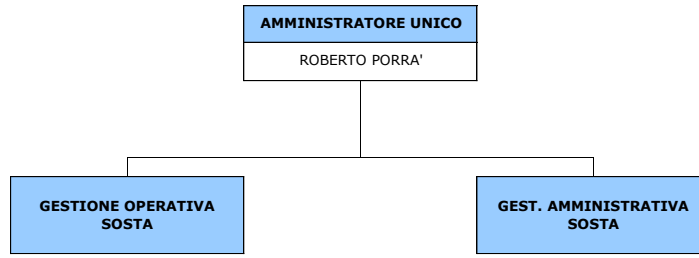 AMMINISTRATORE UNICO
ROBERTO PORRA'
GESTIONE OPERATIVA
SOSTA
GEST. AMMINISTRATIVA
SOSTA